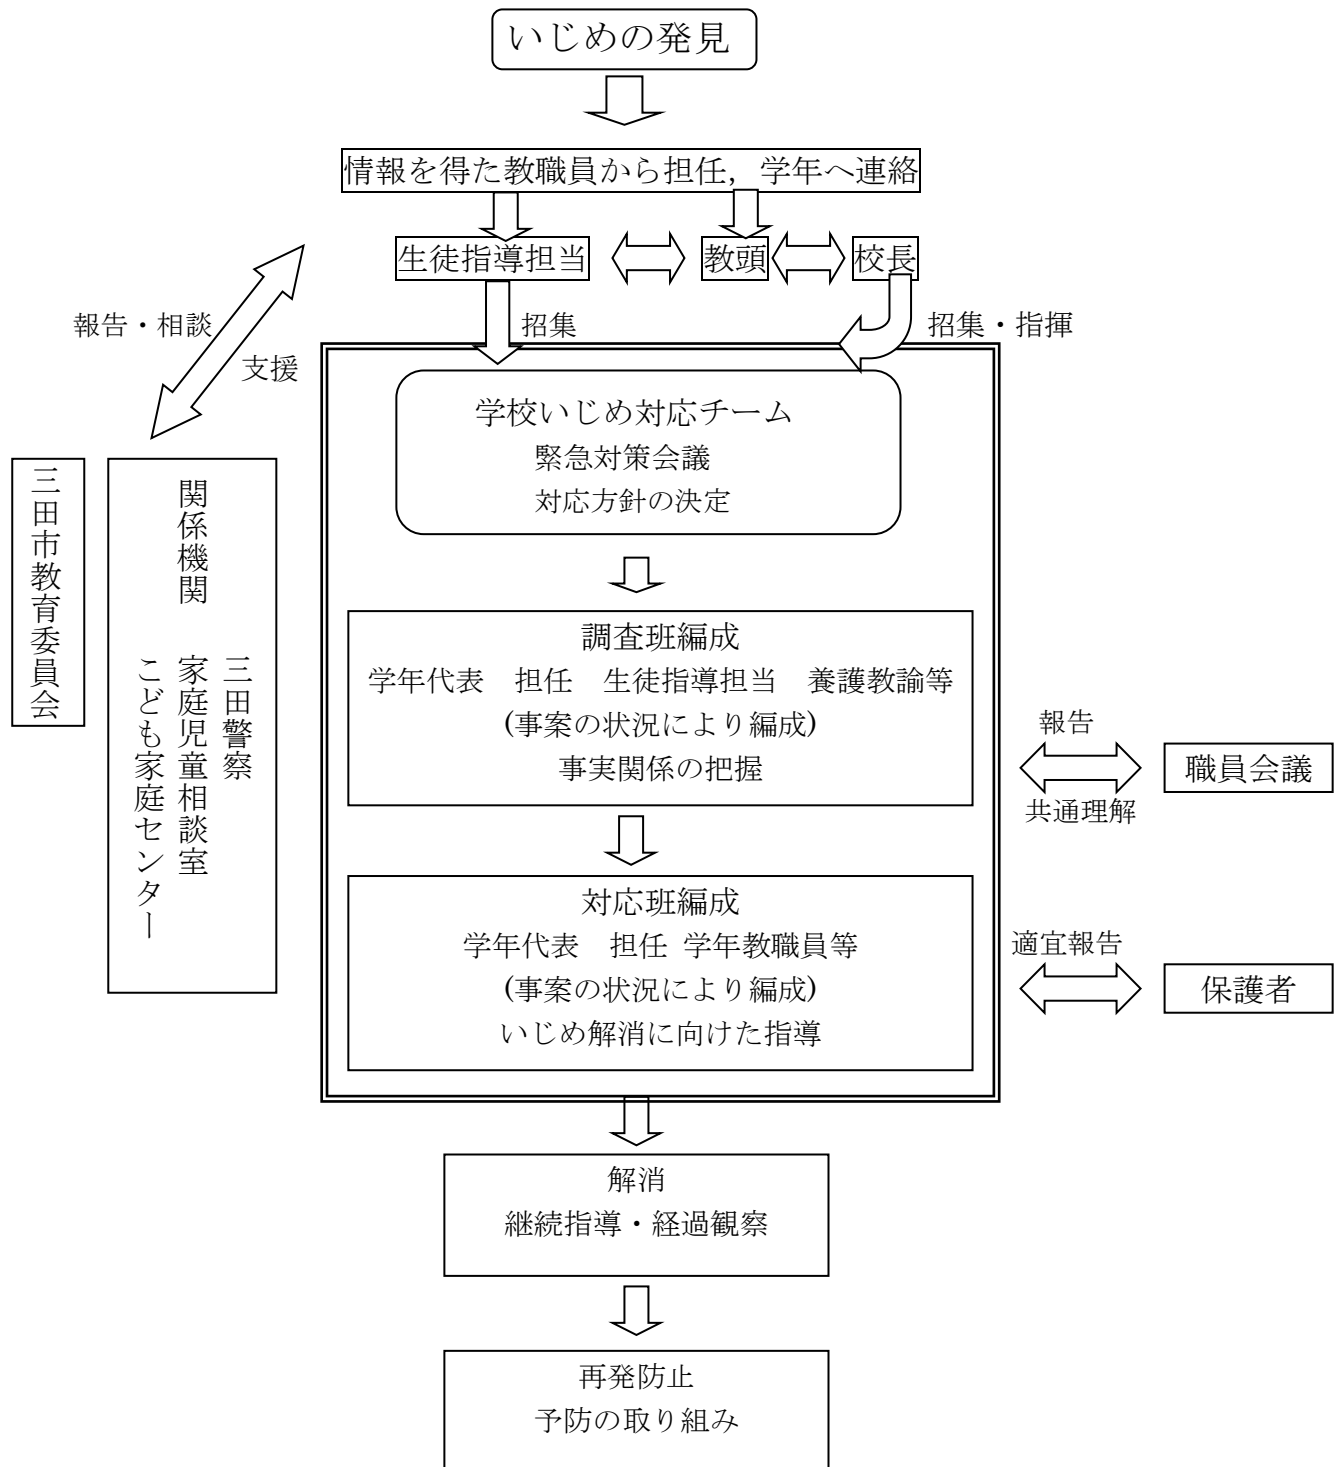 いじめの発見
情報を得た教職員から担任，学年へ連絡
生徒指導担当
教頭
校長
報告・相談
支援
招集
招集・指揮
学校いじめ対応チーム
緊急対策会議
対応方針の決定
三田市教育委員会
関係機関
三田警察
家庭児童相談室
こども家庭センター
調査班編成
学年代表　担任　生徒指導担当　養護教諭等
(事案の状況により編成)
事実関係の把握
報告
職員会議
共通理解
対応班編成
学年代表　担任 学年教職員等
(事案の状況により編成)
いじめ解消に向けた指導
適宜報告
保護者
解消
継続指導・経過観察
再発防止
予防の取り組み